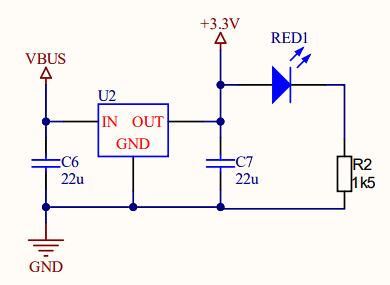 +3.3V
RED1
VBUS
U2
IN OUT
GND
C6
22u
C7
22u
R2
1k5
GND